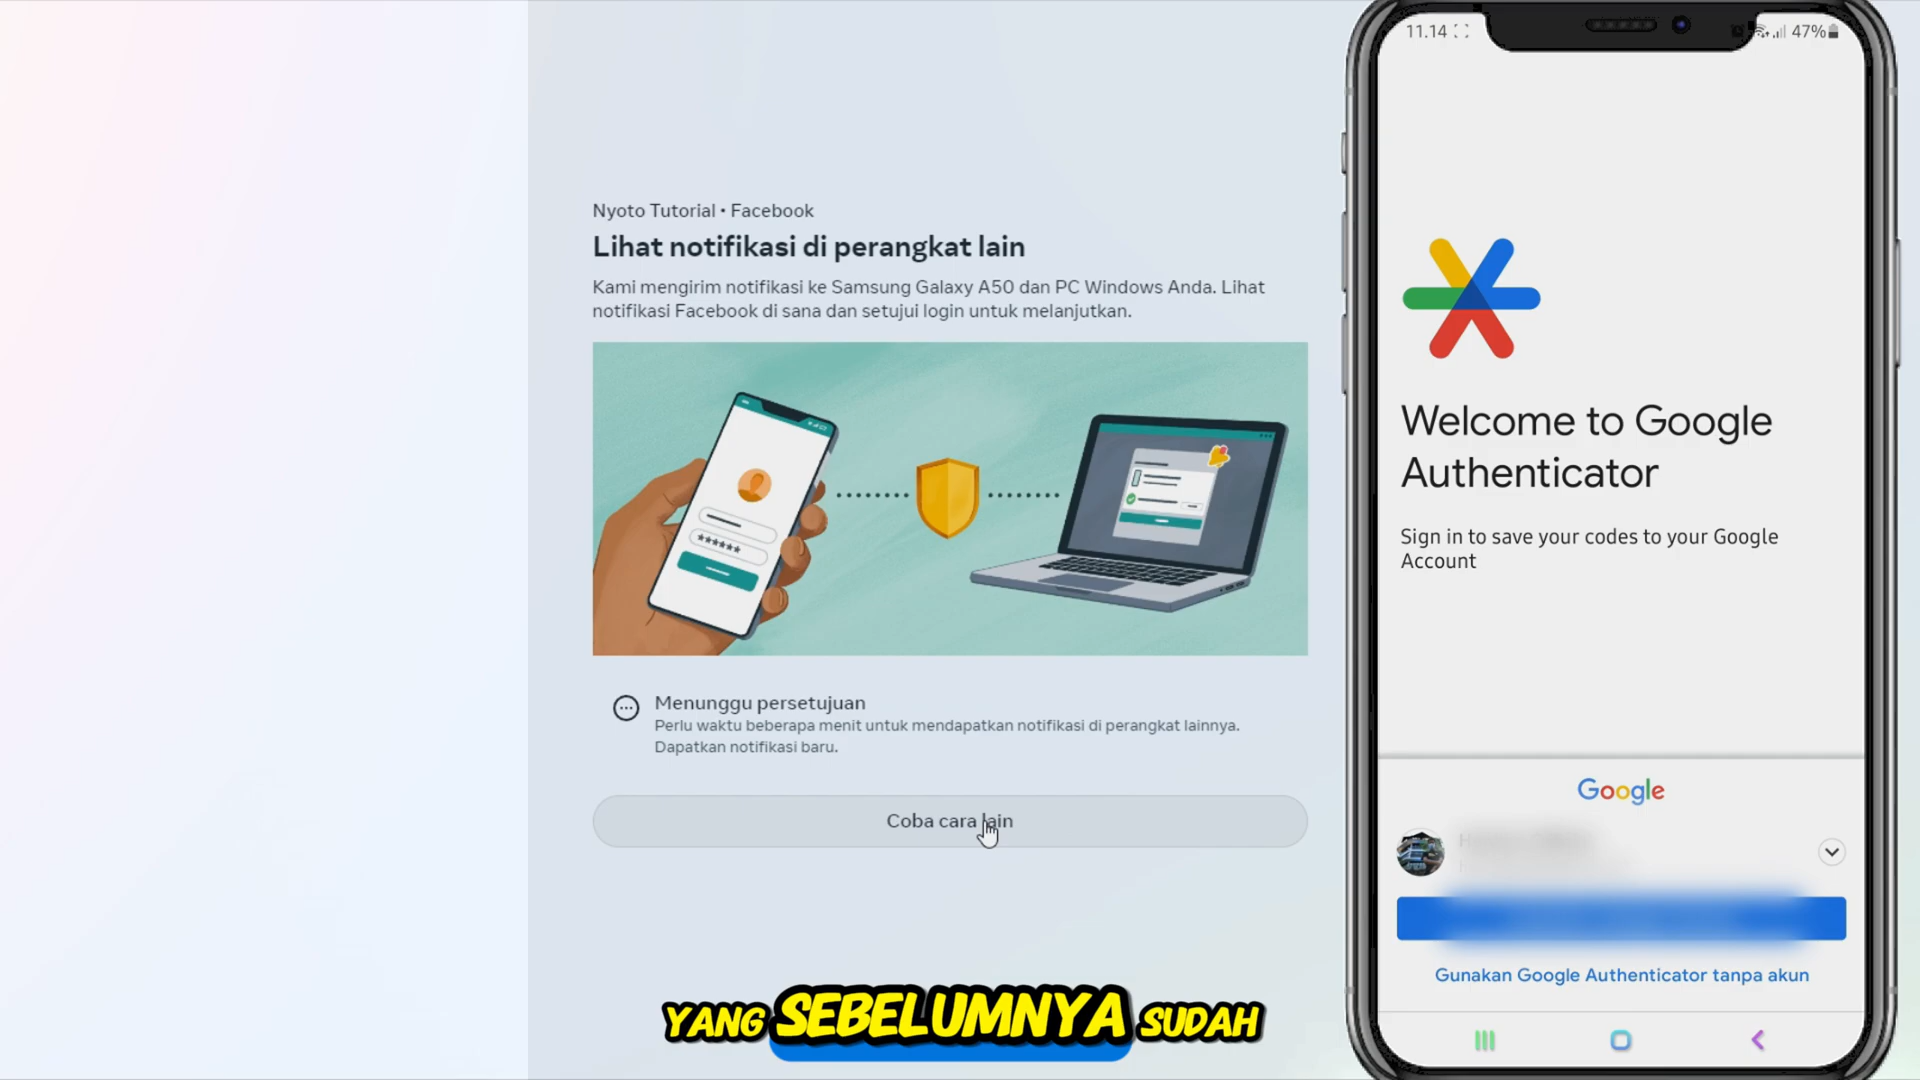 Nyoto Tutorial • Facebook
Lihat notifikasi di perangkat lain
Kami mengirim notifikasi ke Samsung Galaxy A50 dan PC Windows Anda. Lihat
notifikasi Facebook di sana dan setujui login untuk melanjutkan.
Menunggu persetujuan
Perlu waktu beberapa menit untuk mendapatkan notifikasi di perangkat lainnya.
Dapatkan notifikasi baru.
Coba cara lain
YANG SEBELUMNYA SUDAH
11.14
47%
Welcome to Google
Authenticator
Sign in to save your codes to your Google
Account
Google
Gunakan Google Authenticator tanpa akun